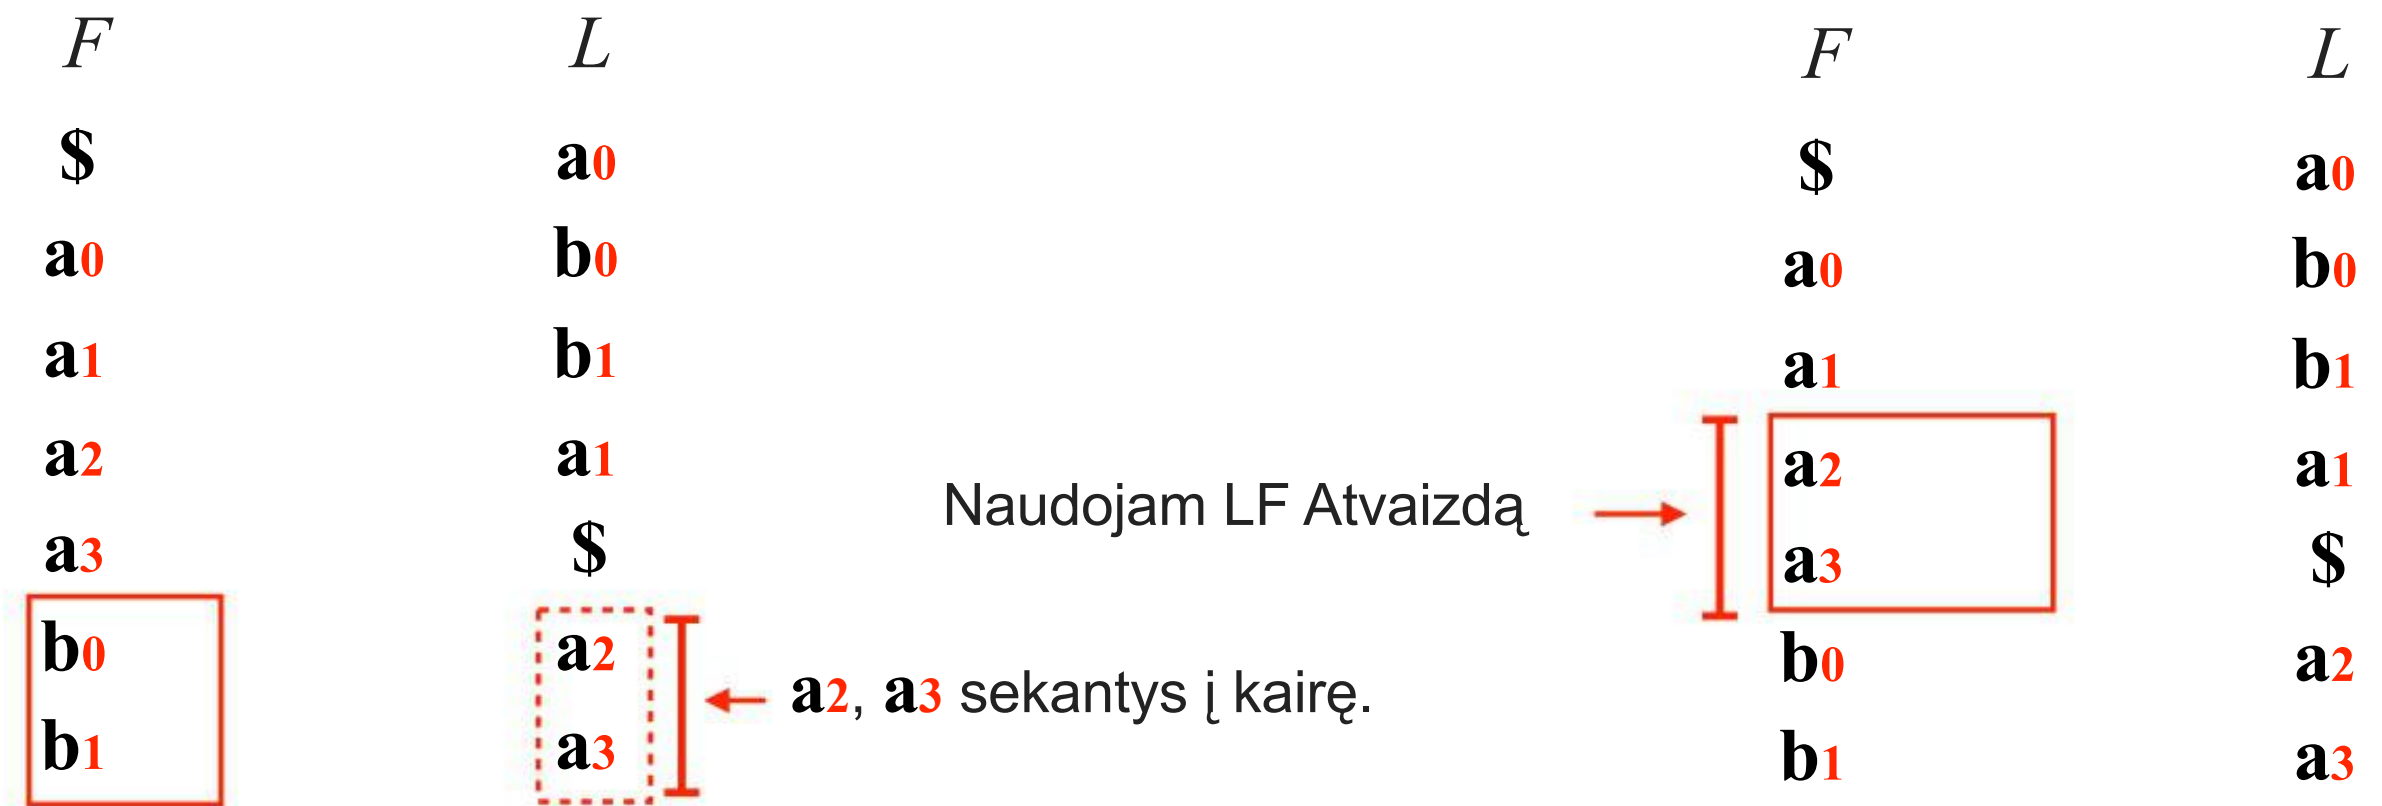 F L F L
$ a0 $ a0
a0 b0 a0 b0
a1 b1 a1 b1
a2 a1 a2 a1
Naudojam LF Atvaizdą
a3 $ a3 $
b0 a2 b0 a2
a2, a3 sekantys į kairę.
b1 a3 b1 a3